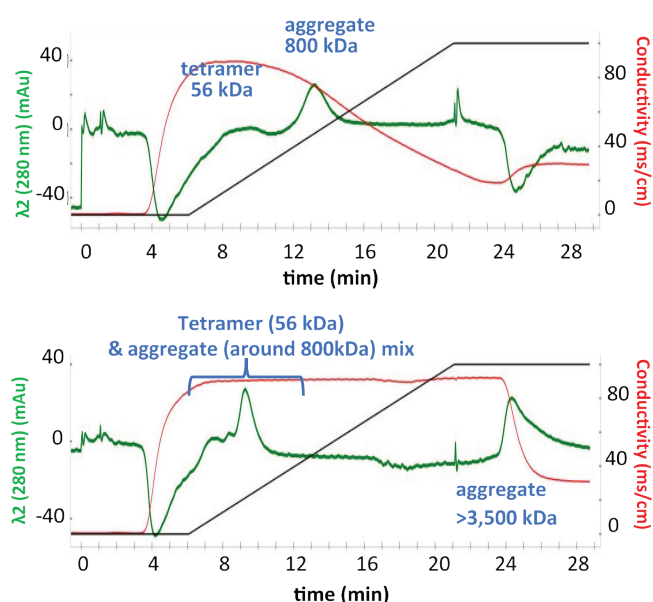 aggregate
800 kDa
tetramer
56 kDa
40
0
-40
80
40
0
λ2 (280 nm) (mAu)
Conductivity (ms/cm)
0 4 8 12 16 20 24 28
time (min)
Tetramer (56 kDa)
& aggregate (around 800kDa) mix
40
0
-40
80
40
0
λ2 (280 nm) (mAu)
Conductivity (ms/cm)
aggregate
>3,500 kDa
0 4 8 12 16 20 24 28
time (min)